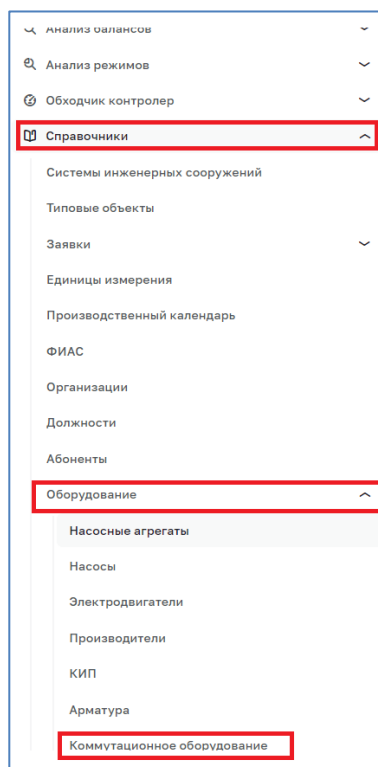 Анализ балансов
Анализ режимов
Обходчик контролер
Справочники
Системы инженерных сооружений
Типовые объекты
Заявки
Единицы измерения
Производственный календарь
ФИАС
Организации
Должности
Абоненты
Оборудование
Насосные агрегаты
Насосы
Электродвигатели
Производители
КИП
Арматура
Коммутационное оборудование